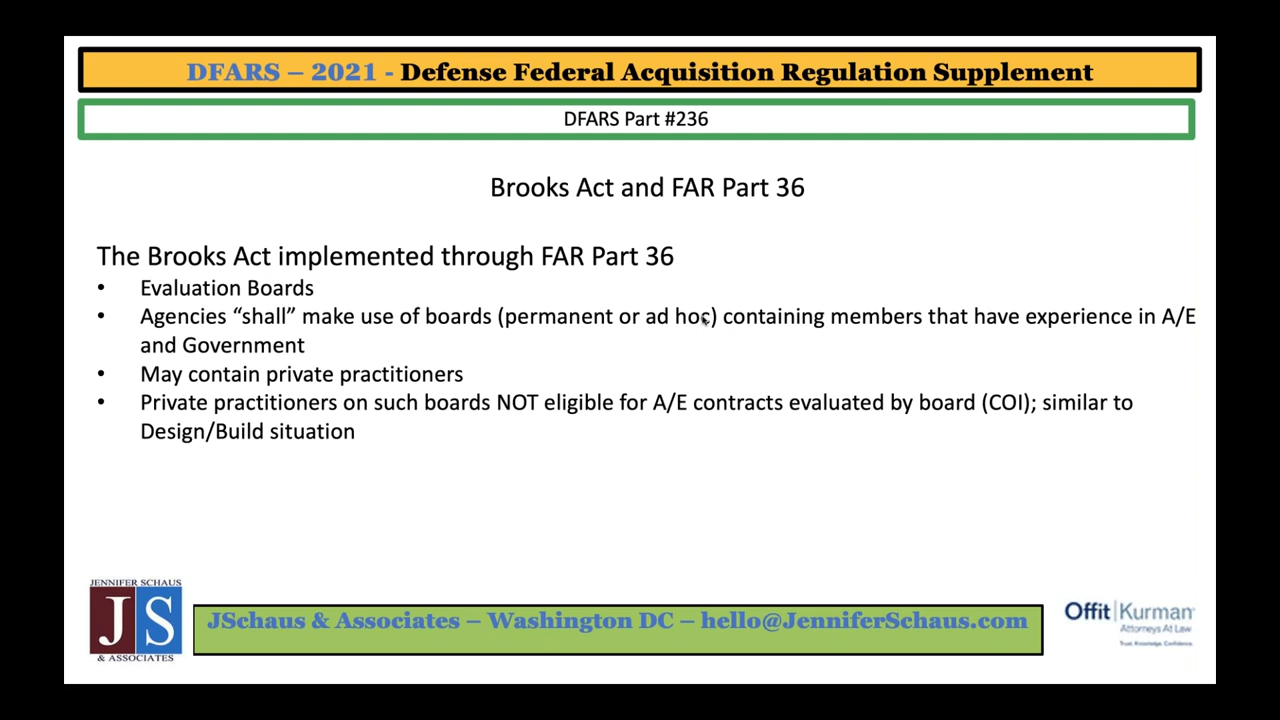 DFARS – 2021 - Defense Federal Acquisition Regulation Supplement
DFARS Part #236
Brooks Act and FAR Part 36
The Brooks Act implemented through FAR Part 36
• Evaluation Boards
• Agencies “shall” make use of boards (permanent or ad hoc) containing members that have experience in A/E
and Government
• May contain private practitioners
• Private practitioners on such boards NOT eligible for A/E contracts evaluated by board (COI); similar to
Design/Build situation
JENNIFER SCHAUS
JS
& ASSOCIATES
JSchaus & Associates – Washington DC – hello@JenniferSchaus.com
Offit|Kurman
Attorneys At Law
Trust. Knowledge. Confidence.